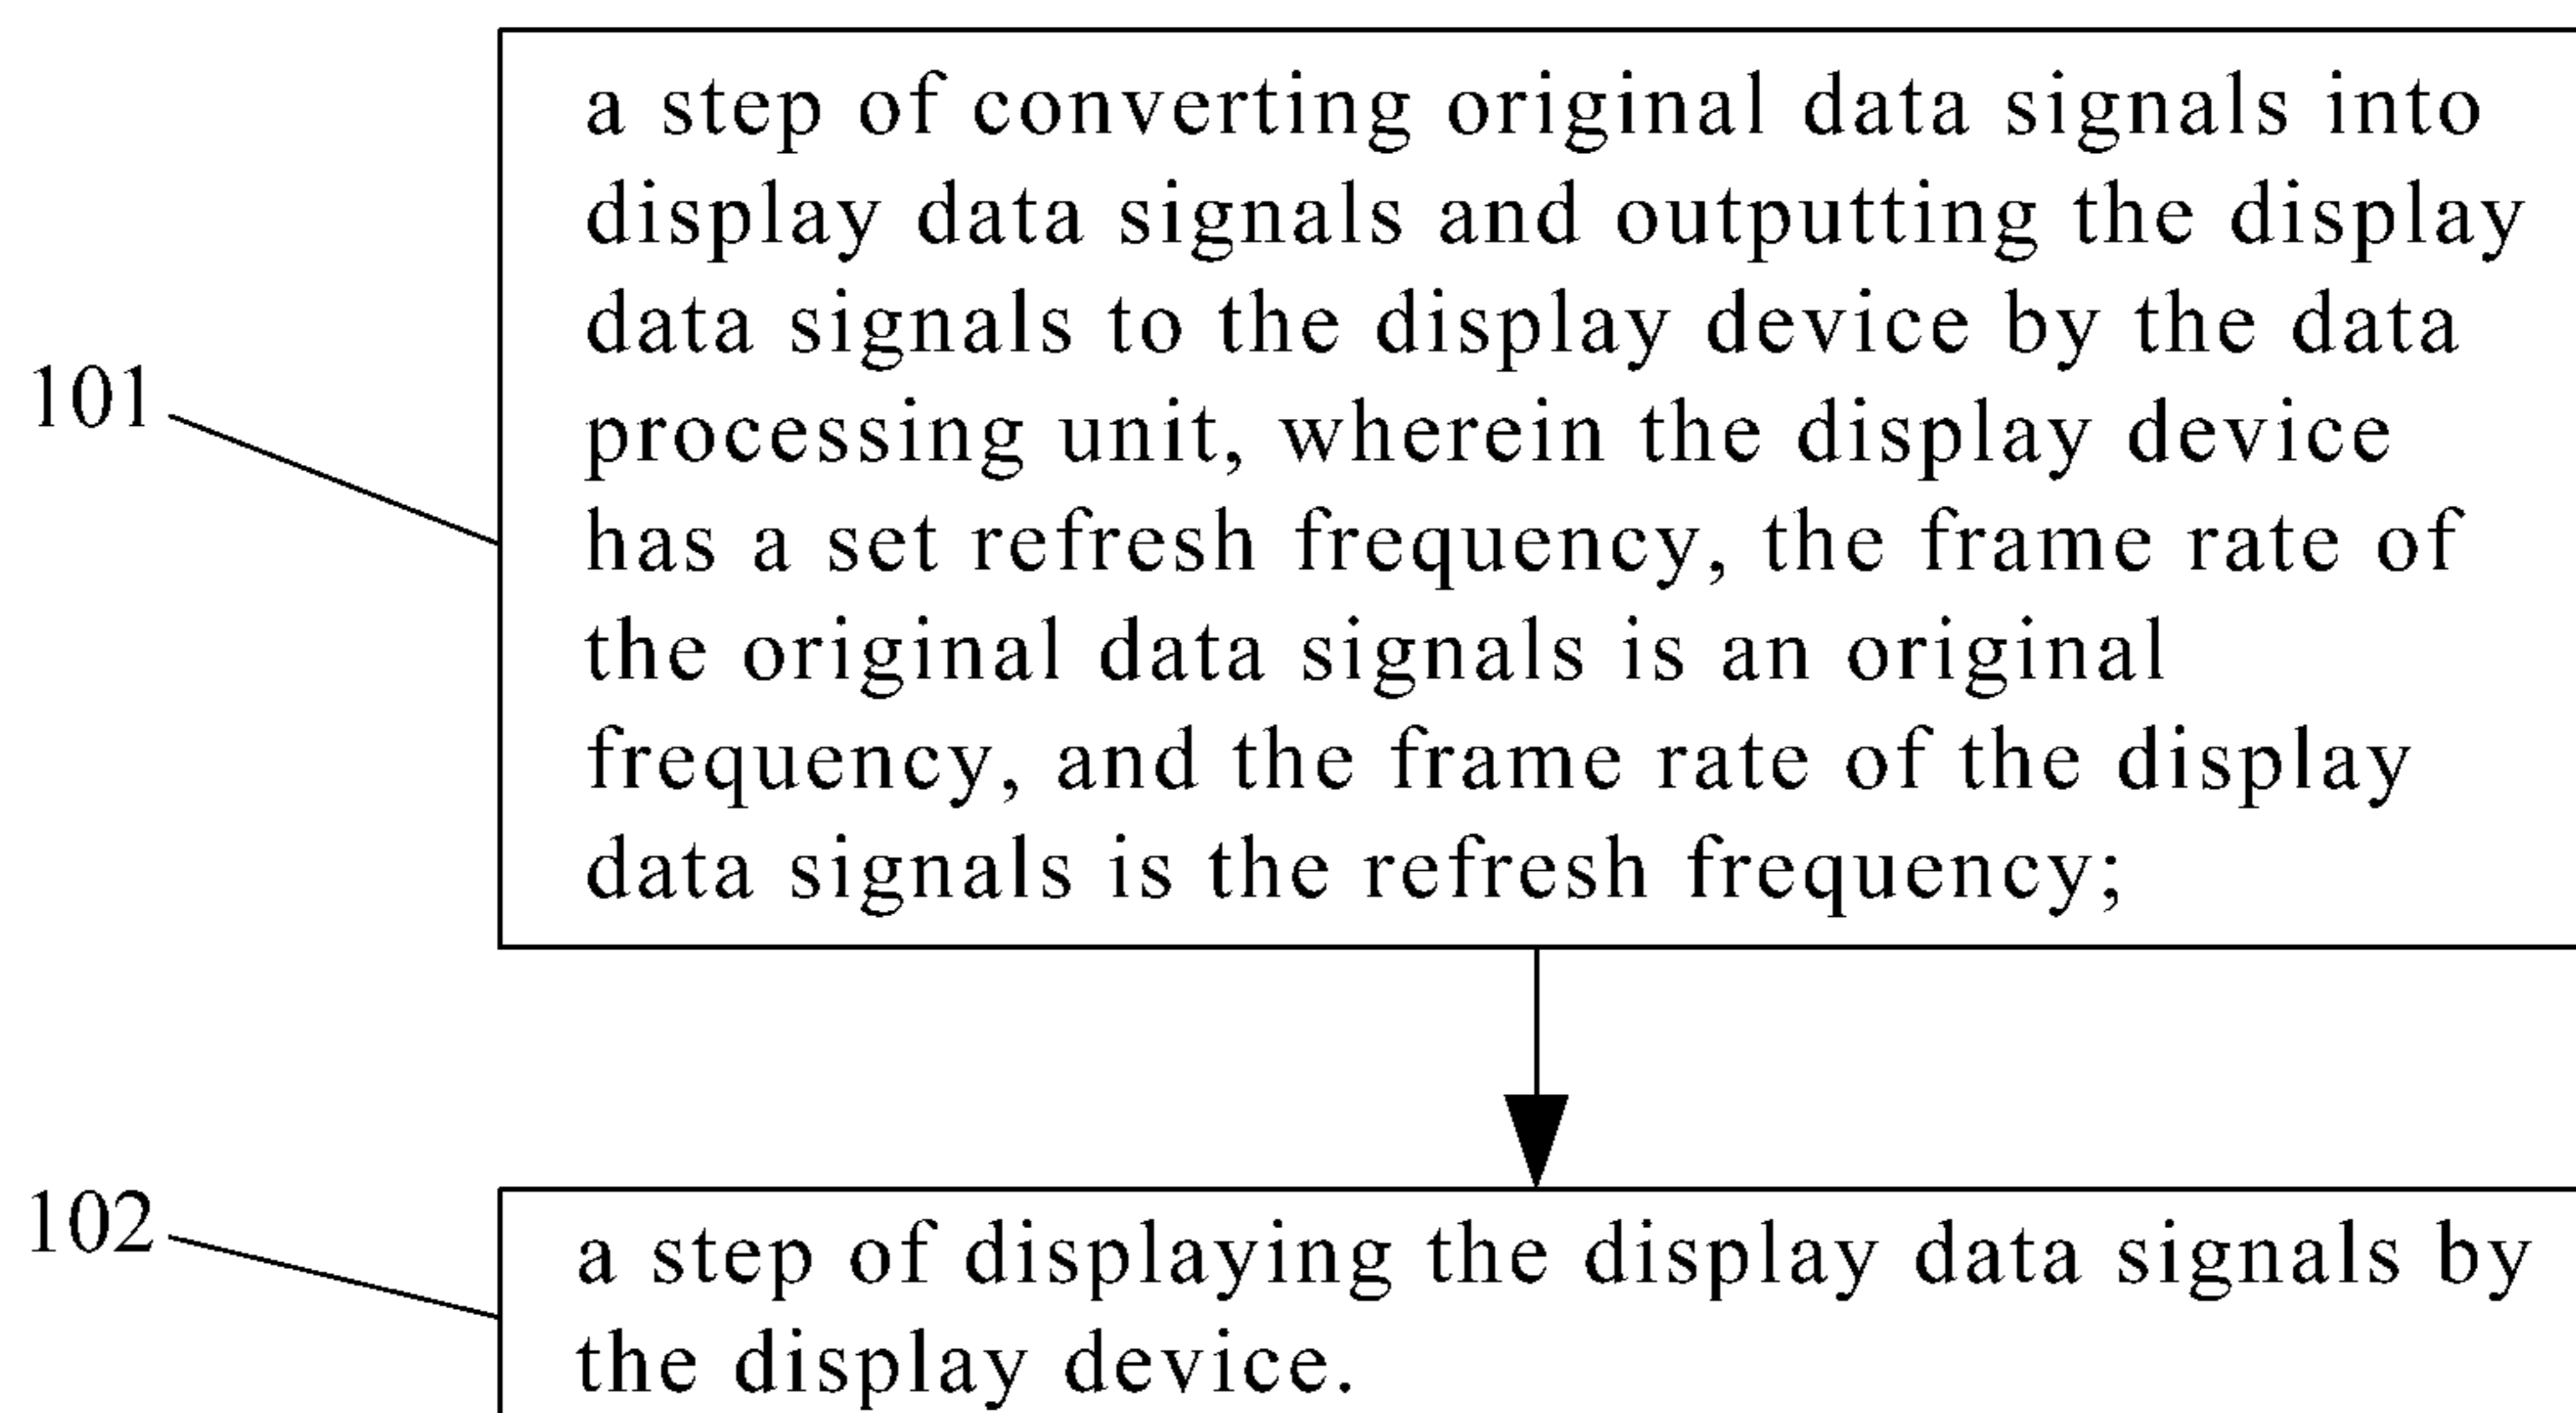 a step of converting original data signals into
display data signals and outputting the display
data signals to the display device by the data
101
processing unit, wherein the display device
has a set refresh frequency, the frame rate of
the original data signals is an original
frequency, and the frame rate of the display
data signals is the refresh frequency;
102
a step of displaying the display data signals by
the display device.